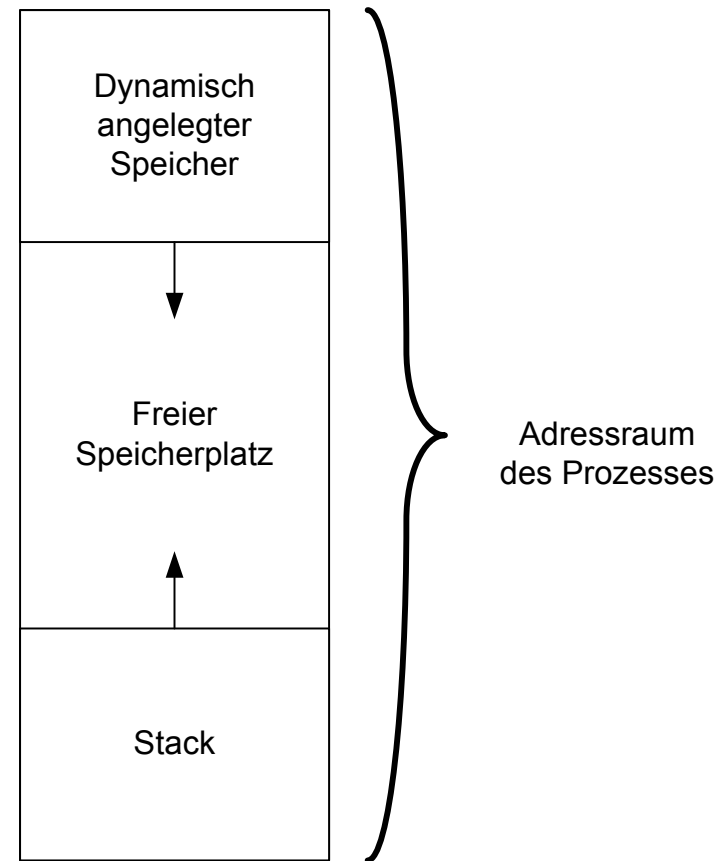 Dynamisch
angelegter
Speicher
Freier
Speicherplatz
Adressraum
des Prozesses
Stack